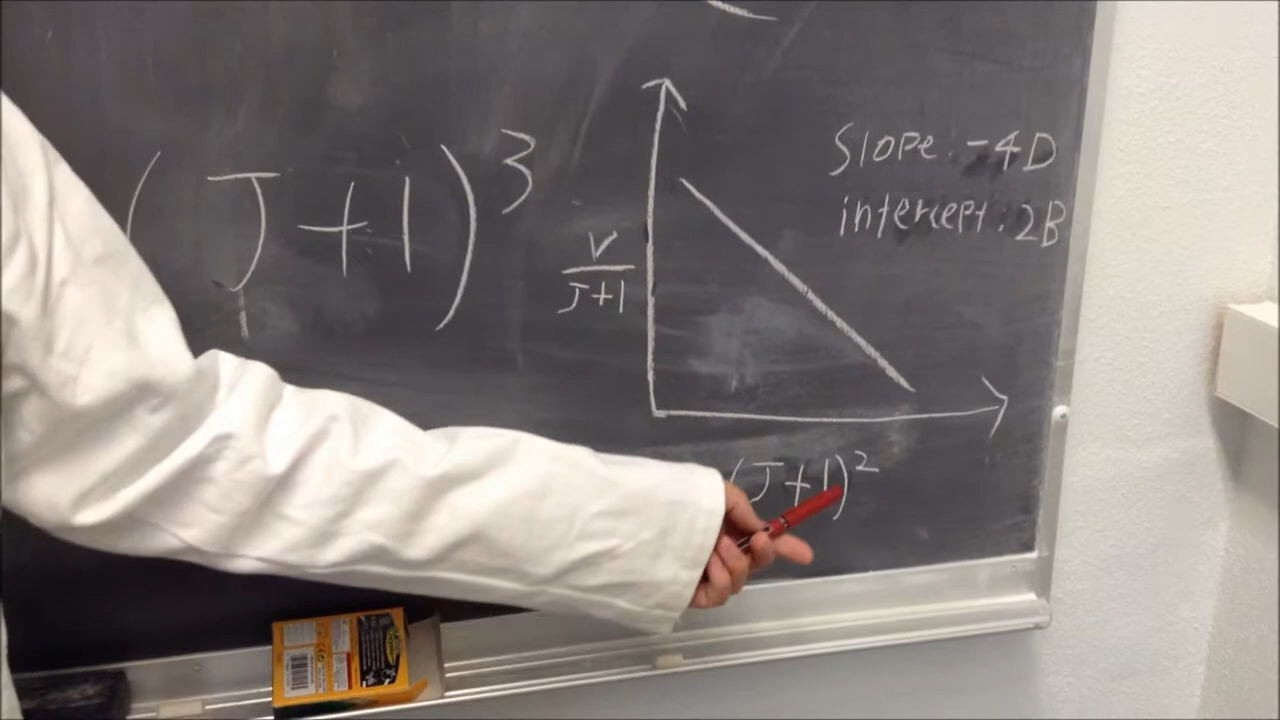 (J+1)³
Slope: -4D
intercept: 2B
ν
J+1
(J+1)²